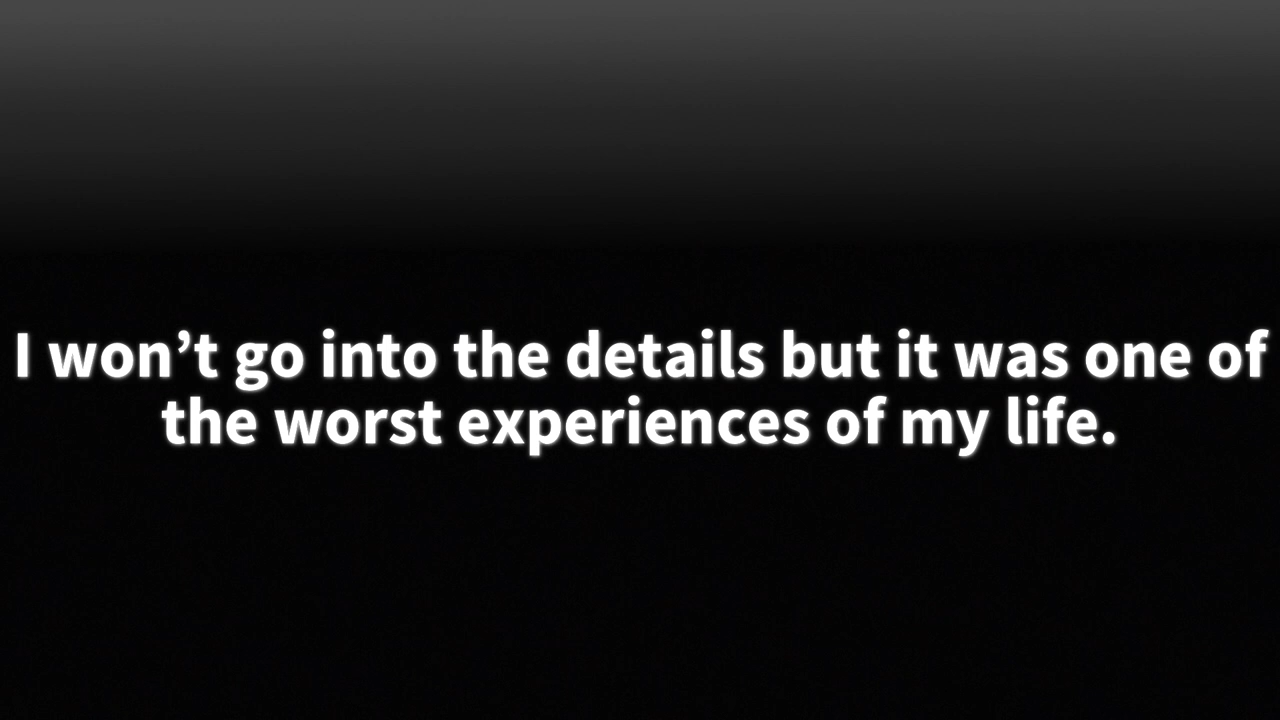 I won’t go into the details but it was one of
the worst experiences of my life.